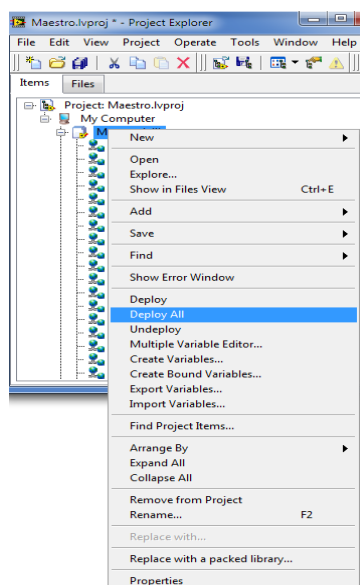 Maestro.lvproj * - Project Explorer
File Edit View Project Operate Tools Window Help
Items Files
Project: Maestro.lvproj
My Computer
New
Open
Explore...
Show in Files View Ctrl+E
Add
Save
Find
Show Error Window
Deploy
Deploy All
Undeploy
Multiple Variable Editor...
Create Variables...
Create Bound Variables...
Export Variables...
Import Variables...
Find Project Items...
Arrange By
Expand All
Collapse All
Remove from Project
Rename... F2
Replace with...
Replace with a packed library...
Properties